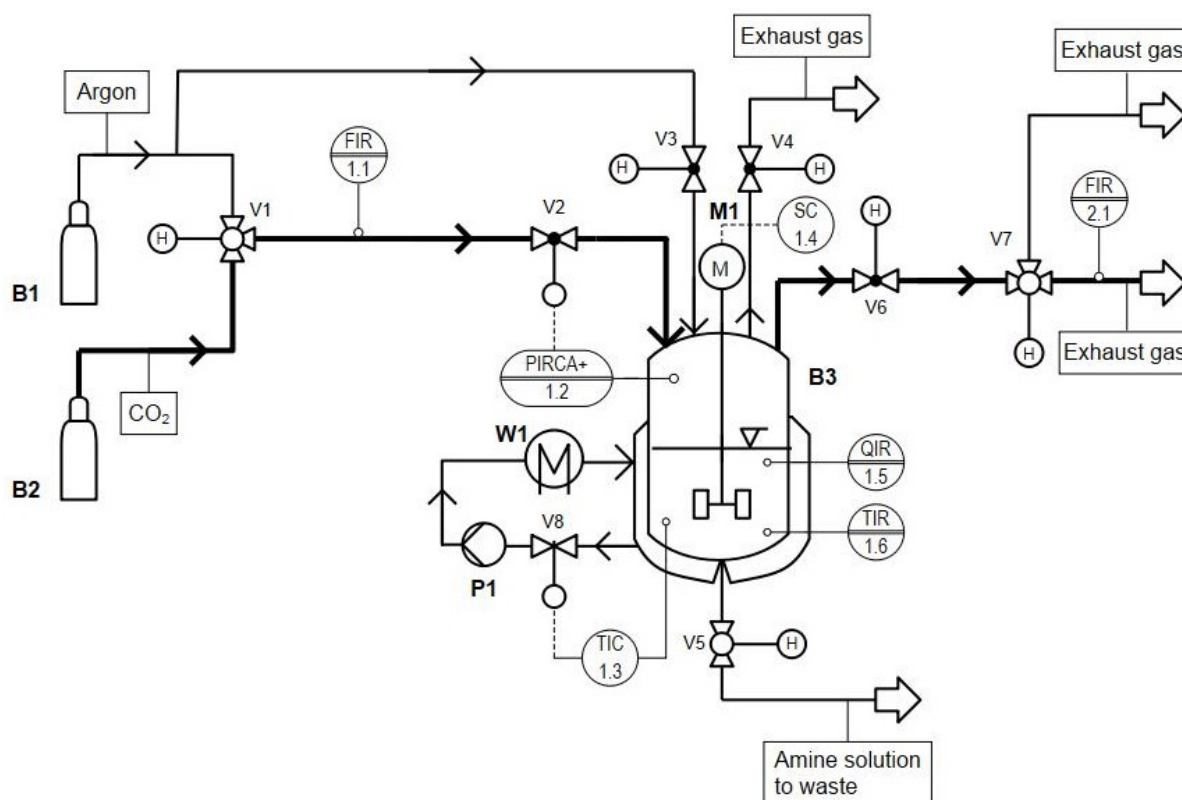 Exhaust gas
Exhaust gas
Argon
FIR
1.1
V3
V4
H
H
FIR
2.1
V1
V2
M1
SC
1.4
H
V7
H
M
B1
V6
H
PIRCA+
1.2
B3
Exhaust gas
CO₂
W1
QIR
1.5
B2
V8
TIR
1.6
P1
TIC
1.3
V5
H
Amine solution
to waste